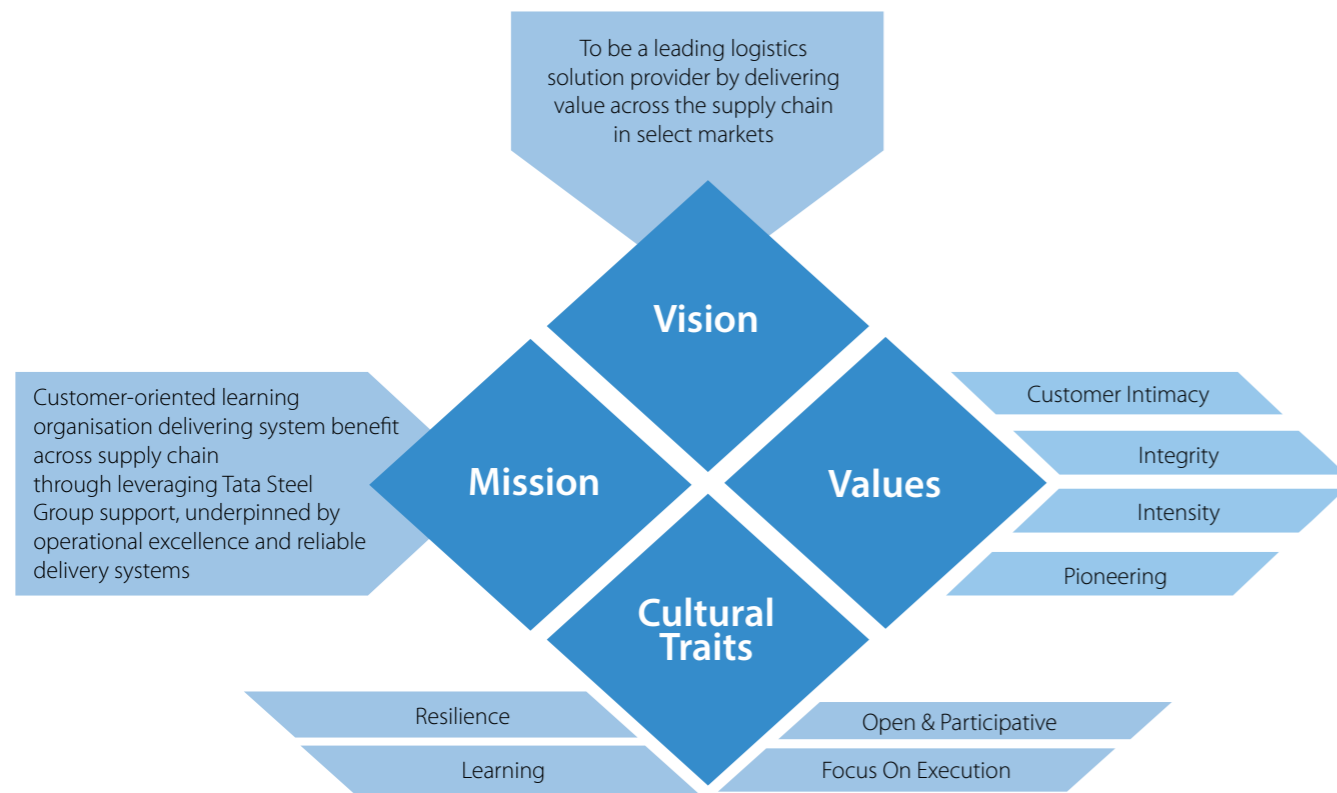 To be a leading logistics
solution provider by delivering
value across the supply chain
in select markets
Vision
Customer-oriented learning
organisation delivering system benefit
across supply chain
through leveraging Tata Steel
Group support, underpinned by
operational excellence and reliable
delivery systems
Mission
Values
Customer Intimacy
Integrity
Intensity
Pioneering
Cultural
Traits
Resilience
Learning
Open & Participative
Focus On Execution